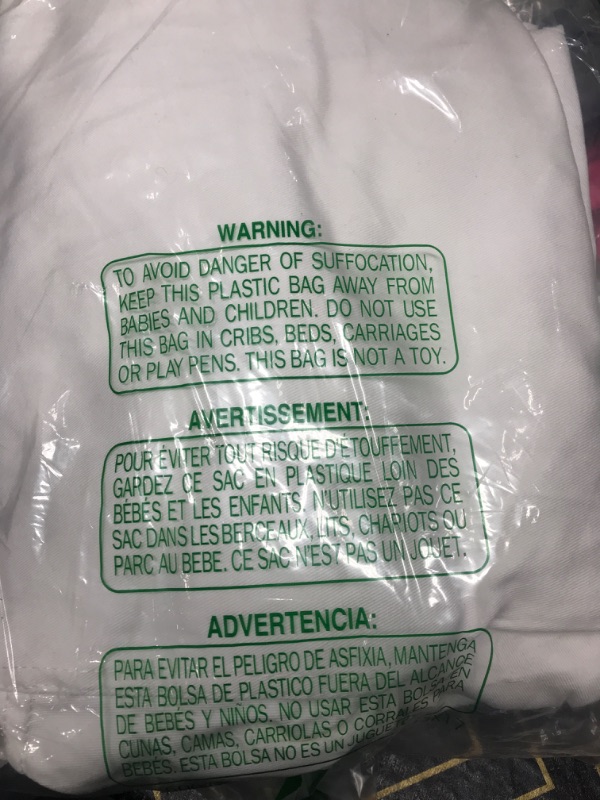 WARNING:
TO AVOID DANGER OF SUFFOCATION,
KEEP THIS PLASTIC BAG AWAY FROM
BABIES AND CHILDREN. DO NOT USE
THIS BAG IN CRIBS, BEDS, CARRIAGES
OR PLAY PENS. THIS BAG IS NOT A TOY.
AVERTISSEMENT:
POUR ÉVITER TOUT RISQUE D'ÉTOUFFEMENT,
GARDEZ CE SAC EN PLASTIQUE LOIN DES
BÉBÉS ET LES ENFANTS. N'UTILISEZ PAS CE
SAC DANS LES BERCEAUX, LITS, CHARIOTS OU
PARC AU BEBE. CE SAC N'EST PAS UN JOUET.
ADVERTENCIA:
PARA EVITAR EL PELIGRO DE ASFIXIA, MANTENGA
ESTA BOLSA DE PLASTICO FUERA DEL ALCANCE
DE BEBÉS Y NIÑOS. NO USAR ESTA BOLSA EN
CUNAS, CAMAS, CARRIOLAS O CORRALES PARA
BEBÉS. ESTA BOLSA NO ES UN